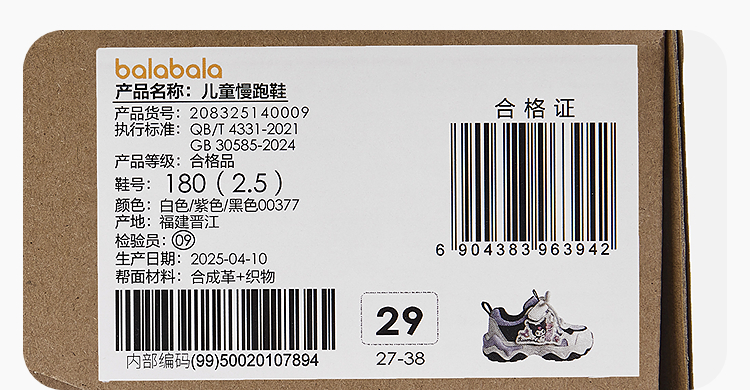 balabala
产品名称：儿童慢跑鞋
产品货号：208325140009
执行标准：QB/T 4331-2021
GB 30585-2024
产品等级：合格品
鞋号：180（2.5）
颜色：白色/紫色/黑色00377
产地：福建晋江
检验员：09
生产日期：2025-04-10
帮面材料：合成革+织物
内部编码(99)50020107894
合格证
6 904383 963942
29
27-38